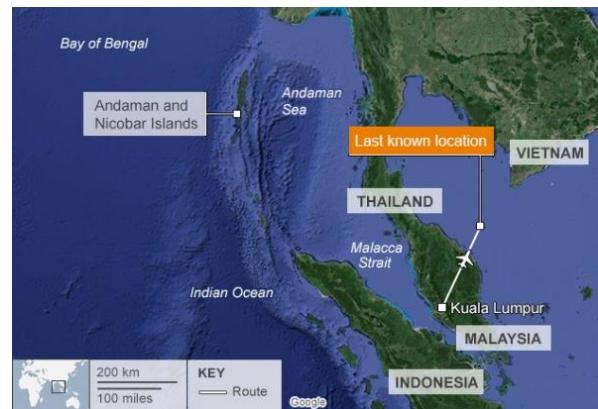 Bay of Bengal
Andaman and
Nicobar Islands
Andaman
Sea
Last known location
VIETNAM
THAILAND
Malacca
Strait
Indian Ocean
Kuala Lumpur
MALAYSIA
INDONESIA
200 km
100 miles
KEY
Route
Google